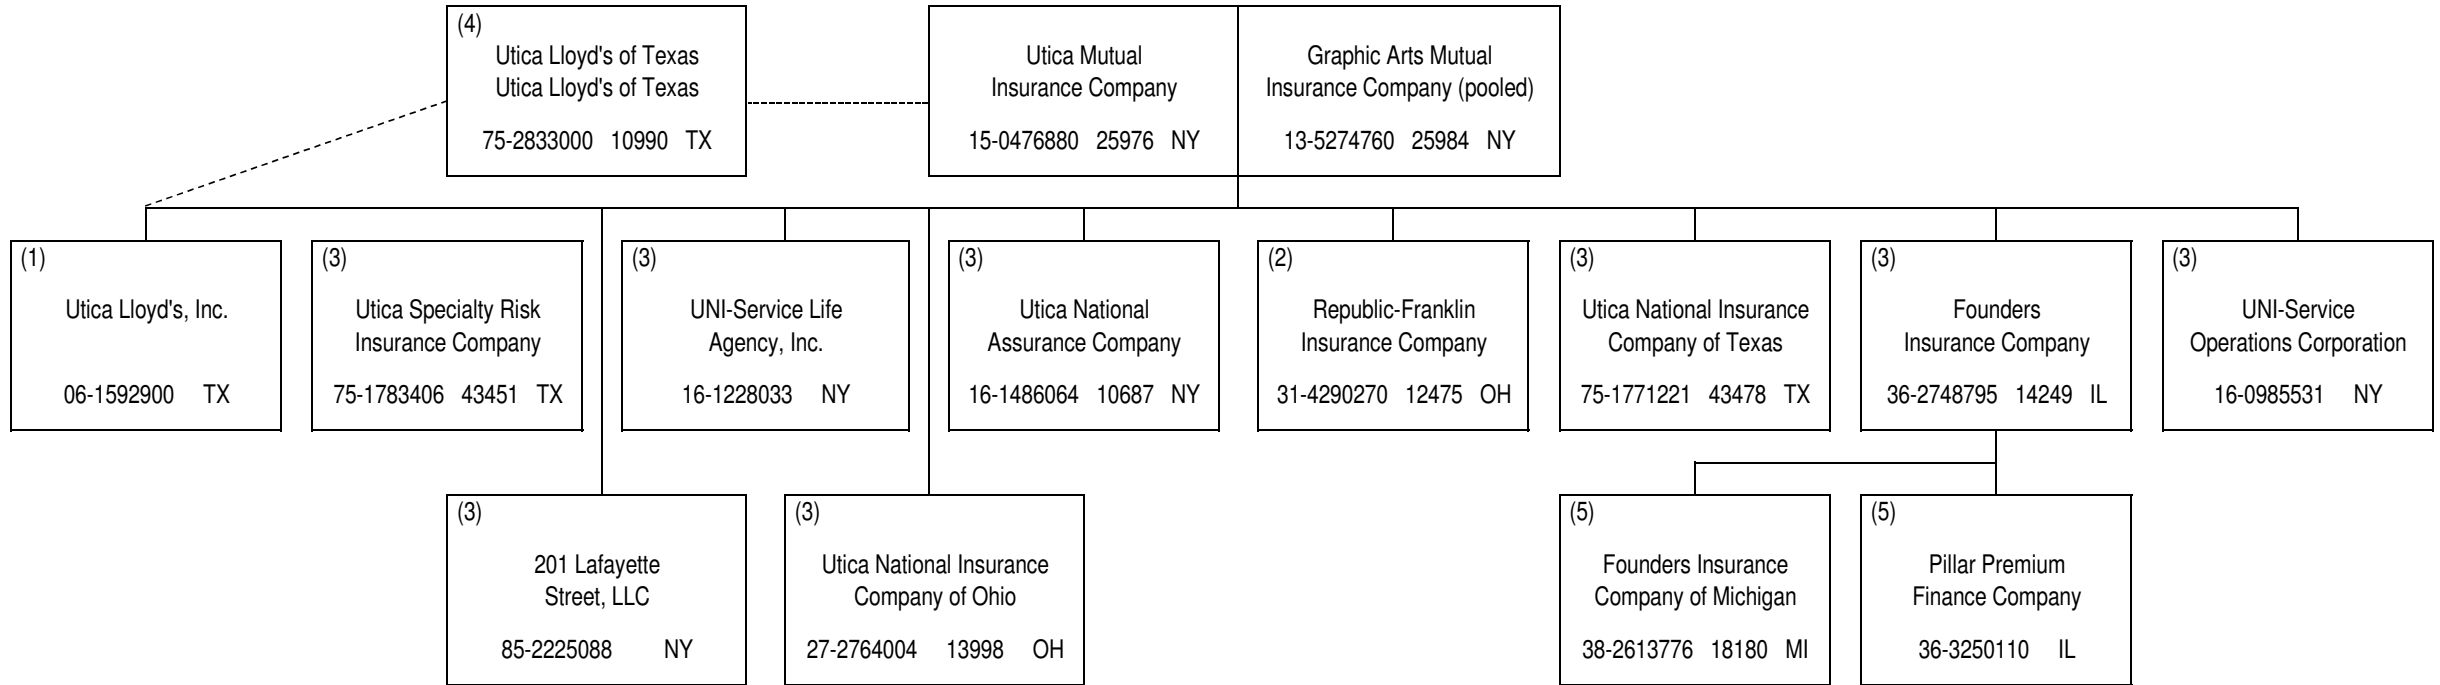 (4)
Utica Lloyd's of Texas
Utica Lloyd's of Texas
75-2833000 10990 TX
Utica Mutual
Insurance Company
15-0476880 25976 NY
Graphic Arts Mutual
Insurance Company (pooled)
13-5274760 25984 NY
(1)
Utica Lloyd's, Inc.
06-1592900 TX
(3)
Utica Specialty Risk
Insurance Company
75-1783406 43451 TX
(3)
UNI-Service Life
Agency, Inc.
16-1228033 NY
(3)
Utica National
Assurance Company
16-1486064 10687 NY
(2)
Republic-Franklin
Insurance Company
31-4290270 12475 OH
(3)
Utica National Insurance
Company of Texas
75-1771221 43478 TX
(3)
Founders
Insurance Company
36-2748795 14249 IL
(3)
UNI-Service
Operations Corporation
16-0985531 NY
(3)
201 Lafayette
Street, LLC
85-2225088 NY
(3)
Utica National Insurance
Company of Ohio
27-2764004 13998 OH
(5)
Founders Insurance
Company of Michigan
38-2613776 18180 MI
(5)
Pillar Premium
Finance Company
36-3250110 IL